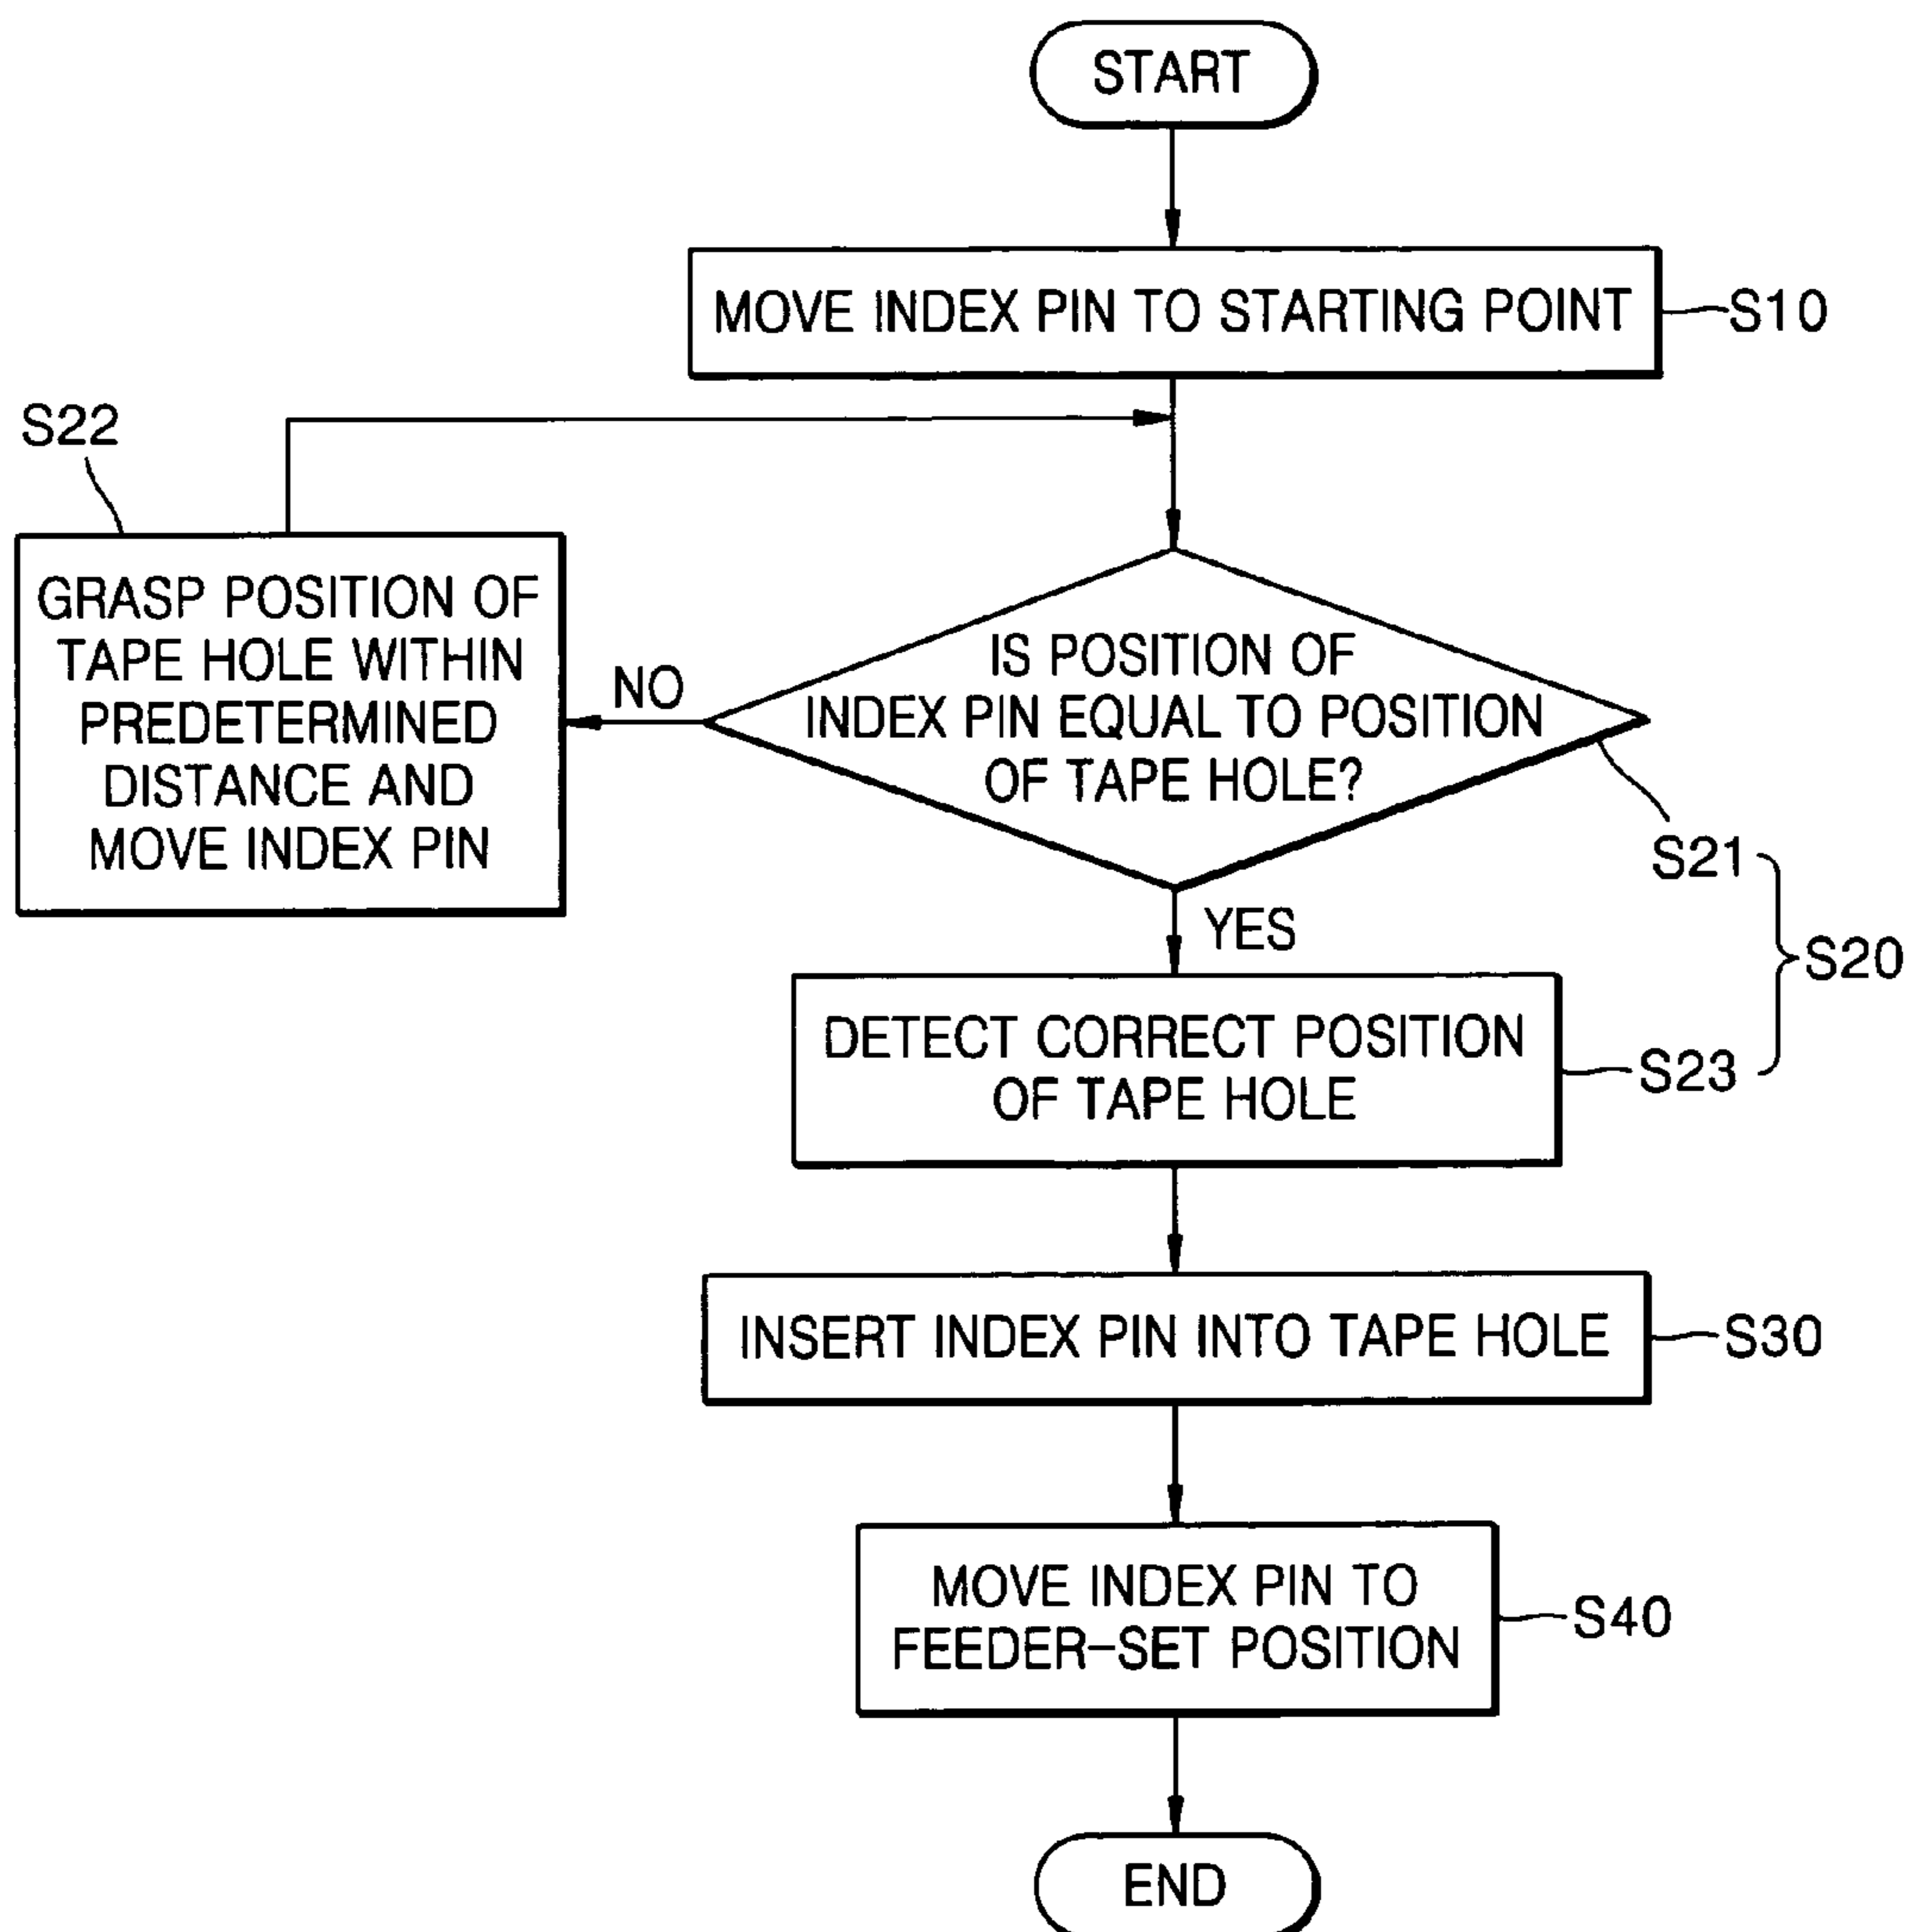 START
MOVE INDEX PIN TO STARTING POINT
S10
S22
GRASP POSITION OF
TAPE HOLE WITHIN
PREDETERMINED
DISTANCE AND
MOVE INDEX PIN
NO
IS POSITION OF
INDEX PIN EQUAL TO POSITION
OF TAPE HOLE?
S21
YES
S20
DETECT CORRECT POSITION
OF TAPE HOLE
S23
INSERT INDEX PIN INTO TAPE HOLE
S30
MOVE INDEX PIN TO
FEEDER-SET POSITION
S40
END